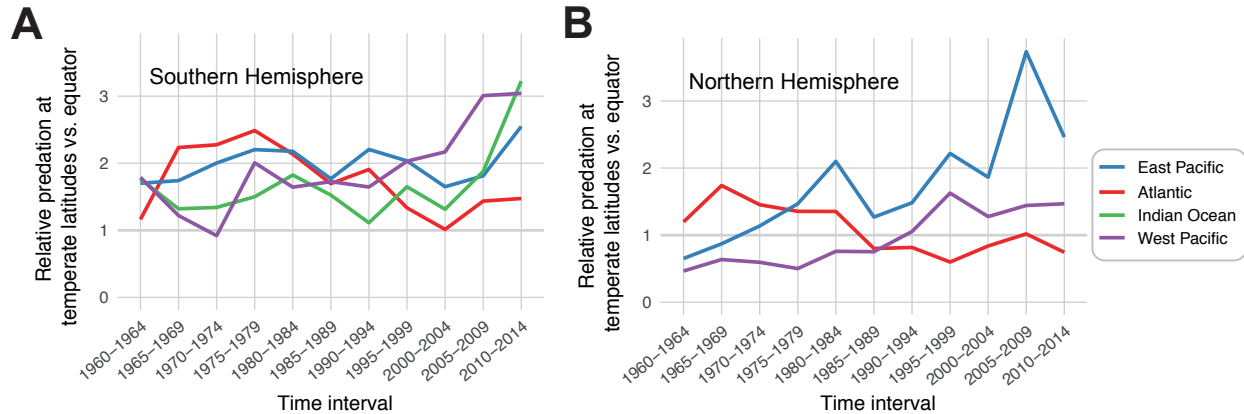 A
Southern Hemisphere
Relative predation at
temperate latitudes vs. equator
3
2
1
0
1960–1964
1965–1969
1970–1974
1975–1979
1980–1984
1985–1989
1990–1994
1995–1999
2000–2004
2005–2009
2010–2014
Time interval
B
Northern Hemisphere
Relative predation at
temperate latitudes vs. equator
3
2
1
0
1960–1964
1965–1969
1970–1974
1975–1979
1980–1984
1985–1989
1990–1994
1995–1999
2000–2004
2005–2009
2010–2014
Time interval
East Pacific
Atlantic
Indian Ocean
West Pacific